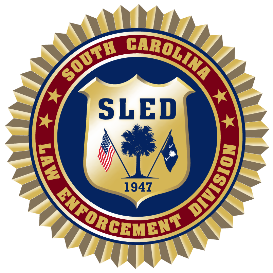 SOUTH CAROLINA
SLED
1947
LAW ENFORCEMENT DIVISION